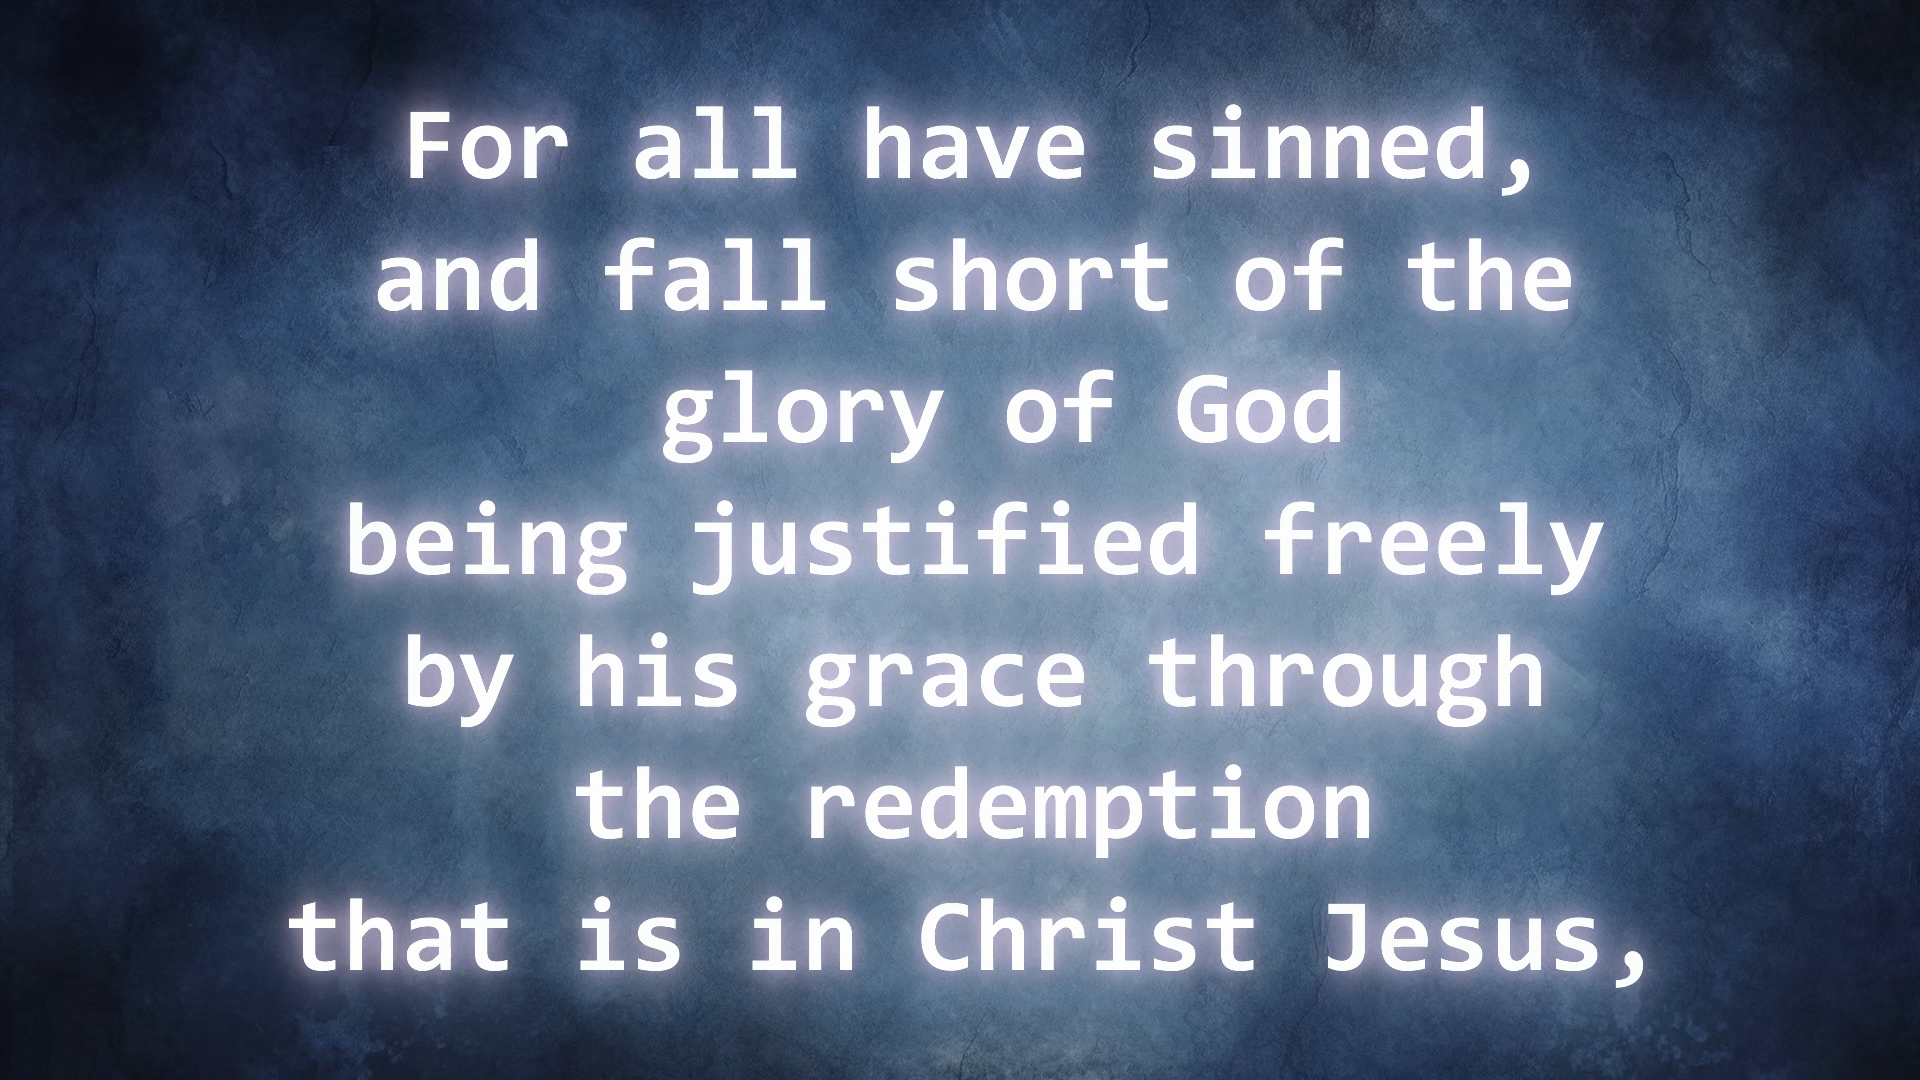 For all have sinned,
and fall short of the
glory of God
being justified freely
by his grace through
the redemption
that is in Christ Jesus,